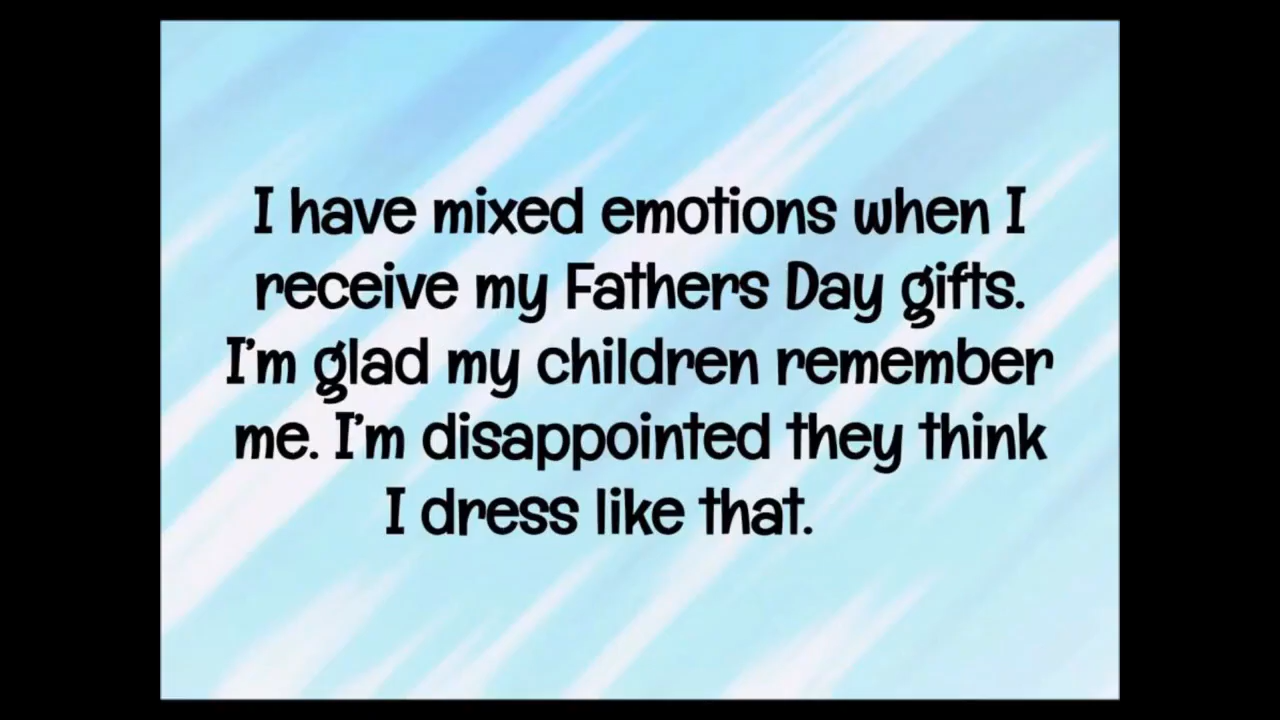 I have mixed emotions when I
receive my Fathers Day gifts.
I'm glad my children remember
me. I'm disappointed they think
I dress like that.